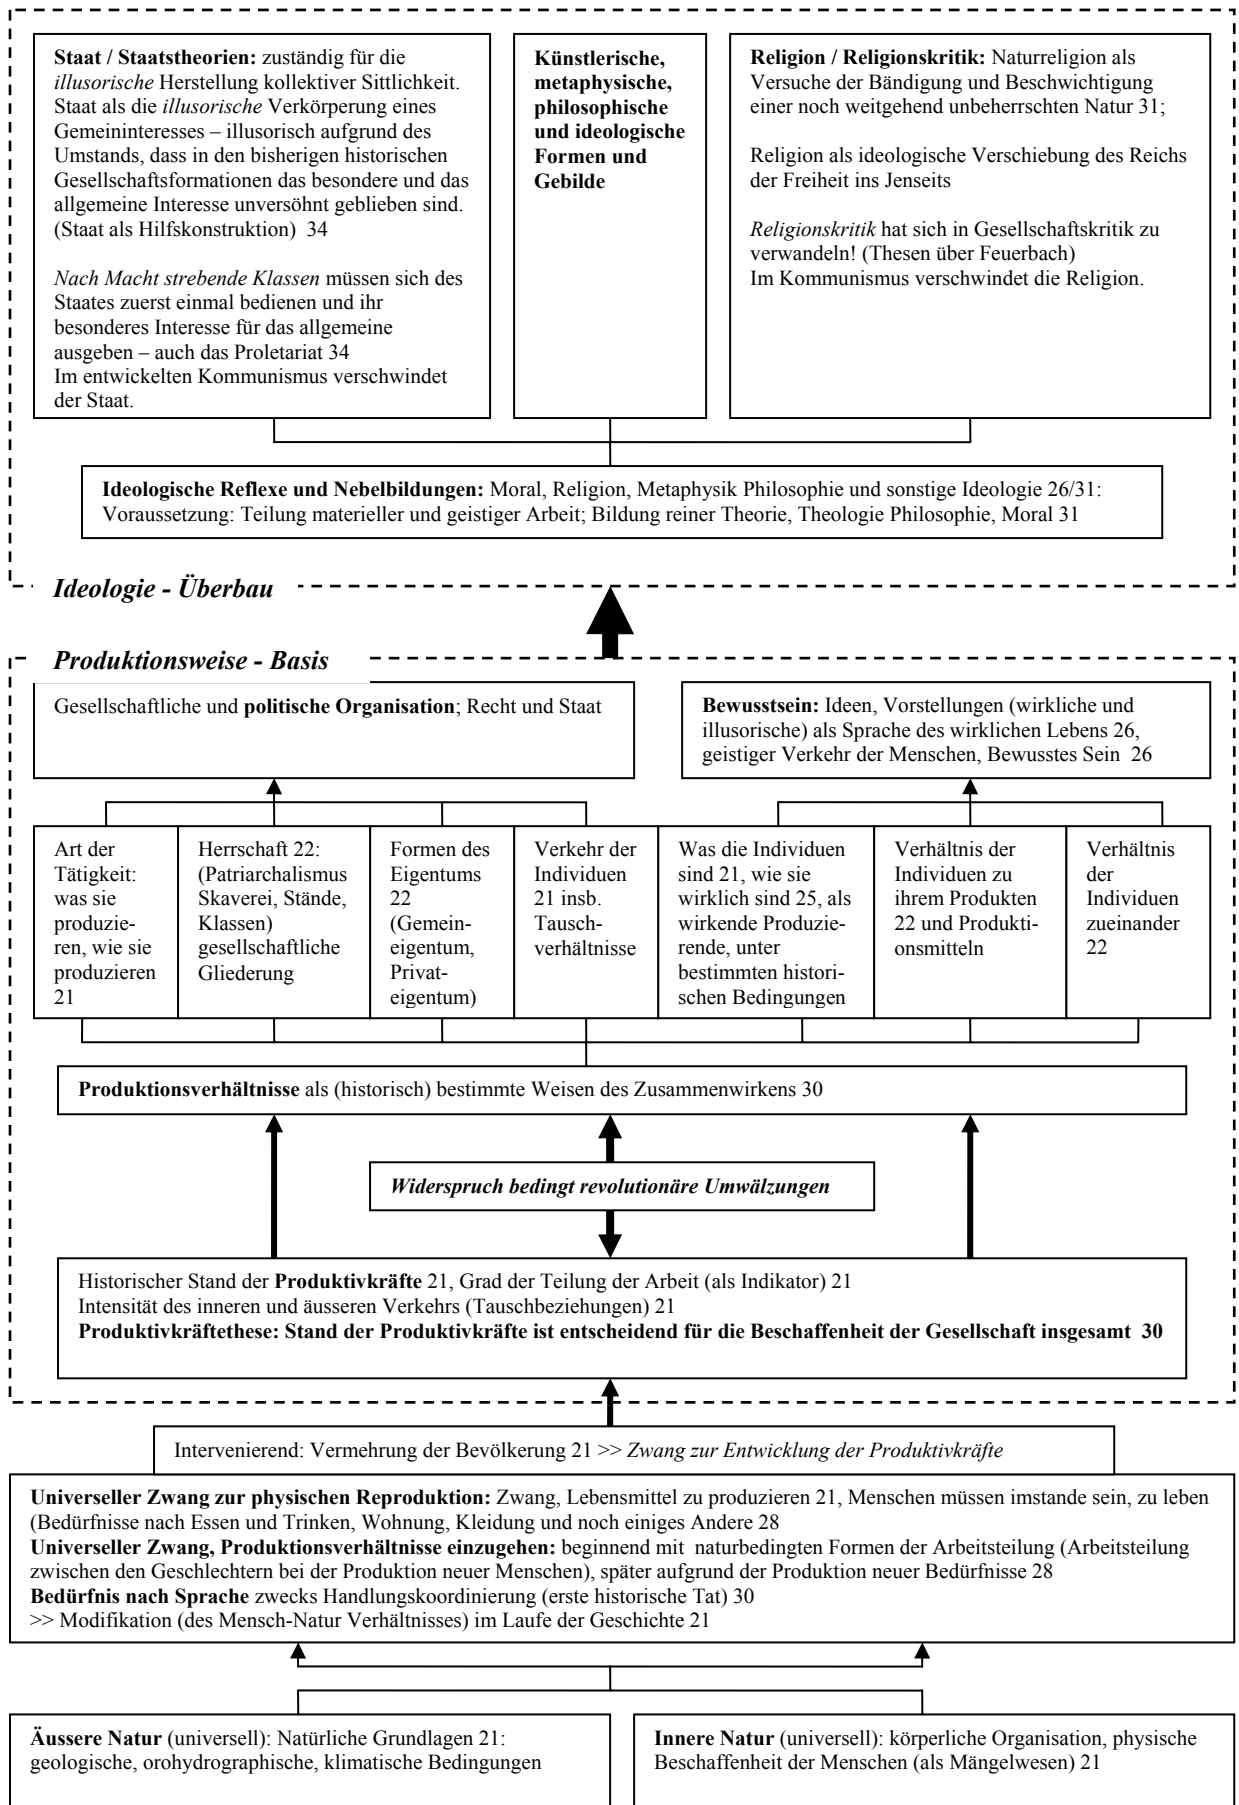 Staat / Staatstheorien: zuständig für die
illusorische Herstellung kollektiver Sittlichkeit.
Staat als die illusorische Verkörperung eines
Gemeininteresses – illusorisch aufgrund des
Umstands, dass in den bisherigen historischen
Gesellschaftsformationen das besondere und das
allgemeine Interesse unversöhnt geblieben sind.
(Staat als Hilfskonstruktion) 34
Nach Macht strebende Klassen müssen sich des
Staates zuerst einmal bedienen und ihr
besonderes Interesse für das allgemeine
ausgeben – auch das Proletariat 34
Im entwickelten Kommunismus verschwindet
der Staat.
Künstlerische,
metaphysische,
philosophische
und ideologische
Formen und
Gebilde
Religion / Religionskritik: Naturreligion als
Versuche der Bändigung und Beschwichtigung
einer noch weitgehend unbeherrschten Natur 31;
Religion als ideologische Verschiebung des Reichs
der Freiheit ins Jenseits
Religionskritik hat sich in Gesellschaftskritik zu
verwandeln! (Thesen über Feuerbach)
Im Kommunismus verschwindet die Religion.
Ideologische Reflexe und Nebelbildungen: Moral, Religion, Metaphysik Philosophie und sonstige Ideologie 26/31:
Voraussetzung: Teilung materieller und geistiger Arbeit; Bildung reiner Theorie, Theologie Philosophie, Moral 31
Ideologie - Überbau
Produktionsweise - Basis
Gesellschaftliche und politische Organisation; Recht und Staat
Bewusstsein: Ideen, Vorstellungen (wirkliche und
illusorische) als Sprache des wirklichen Lebens 26,
geistiger Verkehr der Menschen, Bewusstes Sein 26
Art der
Tätigkeit:
was sie
produzie-
ren, wie sie
produzieren
21
Herrschaft 22:
(Patriarchalismus
Skaverei, Stände,
Klassen)
gesellschaftliche
Gliederung
Formen des
Eigentums
22
(Gemein-
eigentum,
Privat-
eigentum)
Verkehr der
Individuen
21 insb.
Tausch-
verhältnisse
Was die Individuen
sind 21, wie sie
wirklich sind 25, als
wirkende Produzie-
rende, unter
bestimmten histori-
schen Bedingungen
Verhältnis der
Individuen zu
ihrem Produkten
22 und Produkti-
onsmitteln
Verhältnis
der
Individuen
zueinander
22
Produktionsverhältnisse als (historisch) bestimmte Weisen des Zusammenwirkens 30
Widerspruch bedingt revolutionäre Umwälzungen
Historischer Stand der Produktivkräfte 21, Grad der Teilung der Arbeit (als Indikator) 21
Intensität des inneren und äusseren Verkehrs (Tauschbeziehungen) 21
Produktivkräftethese: Stand der Produktivkräfte ist entscheidend für die Beschaffenheit der Gesellschaft insgesamt 30
Intervenierend: Vermehrung der Bevölkerung 21 >> Zwang zur Entwicklung der Produktivkräfte
Universeller Zwang zur physischen Reproduktion: Zwang, Lebensmittel zu produzieren 21, Menschen müssen imstande sein, zu leben
(Bedürfnisse nach Essen und Trinken, Wohnung, Kleidung und noch einiges Andere 28
Universeller Zwang, Produktionsverhältnisse einzugehen: beginnend mit naturbedingten Formen der Arbeitsteilung (Arbeitsteilung
zwischen den Geschlechtern bei der Produktion neuer Menschen), später aufgrund der Produktion neuer Bedürfnisse 28
Bedürfnis nach Sprache zwecks Handlungskoordinierung (erste historische Tat) 30
>> Modifikation (des Mensch-Natur Verhältnisses) im Laufe der Geschichte 21
Äussere Natur (universell): Natürliche Grundlagen 21:
geologische, orohydrographische, klimatische Bedingungen
Innere Natur (universell): körperliche Organisation, physische
Beschaffenheit der Menschen (als Mängelwesen) 21